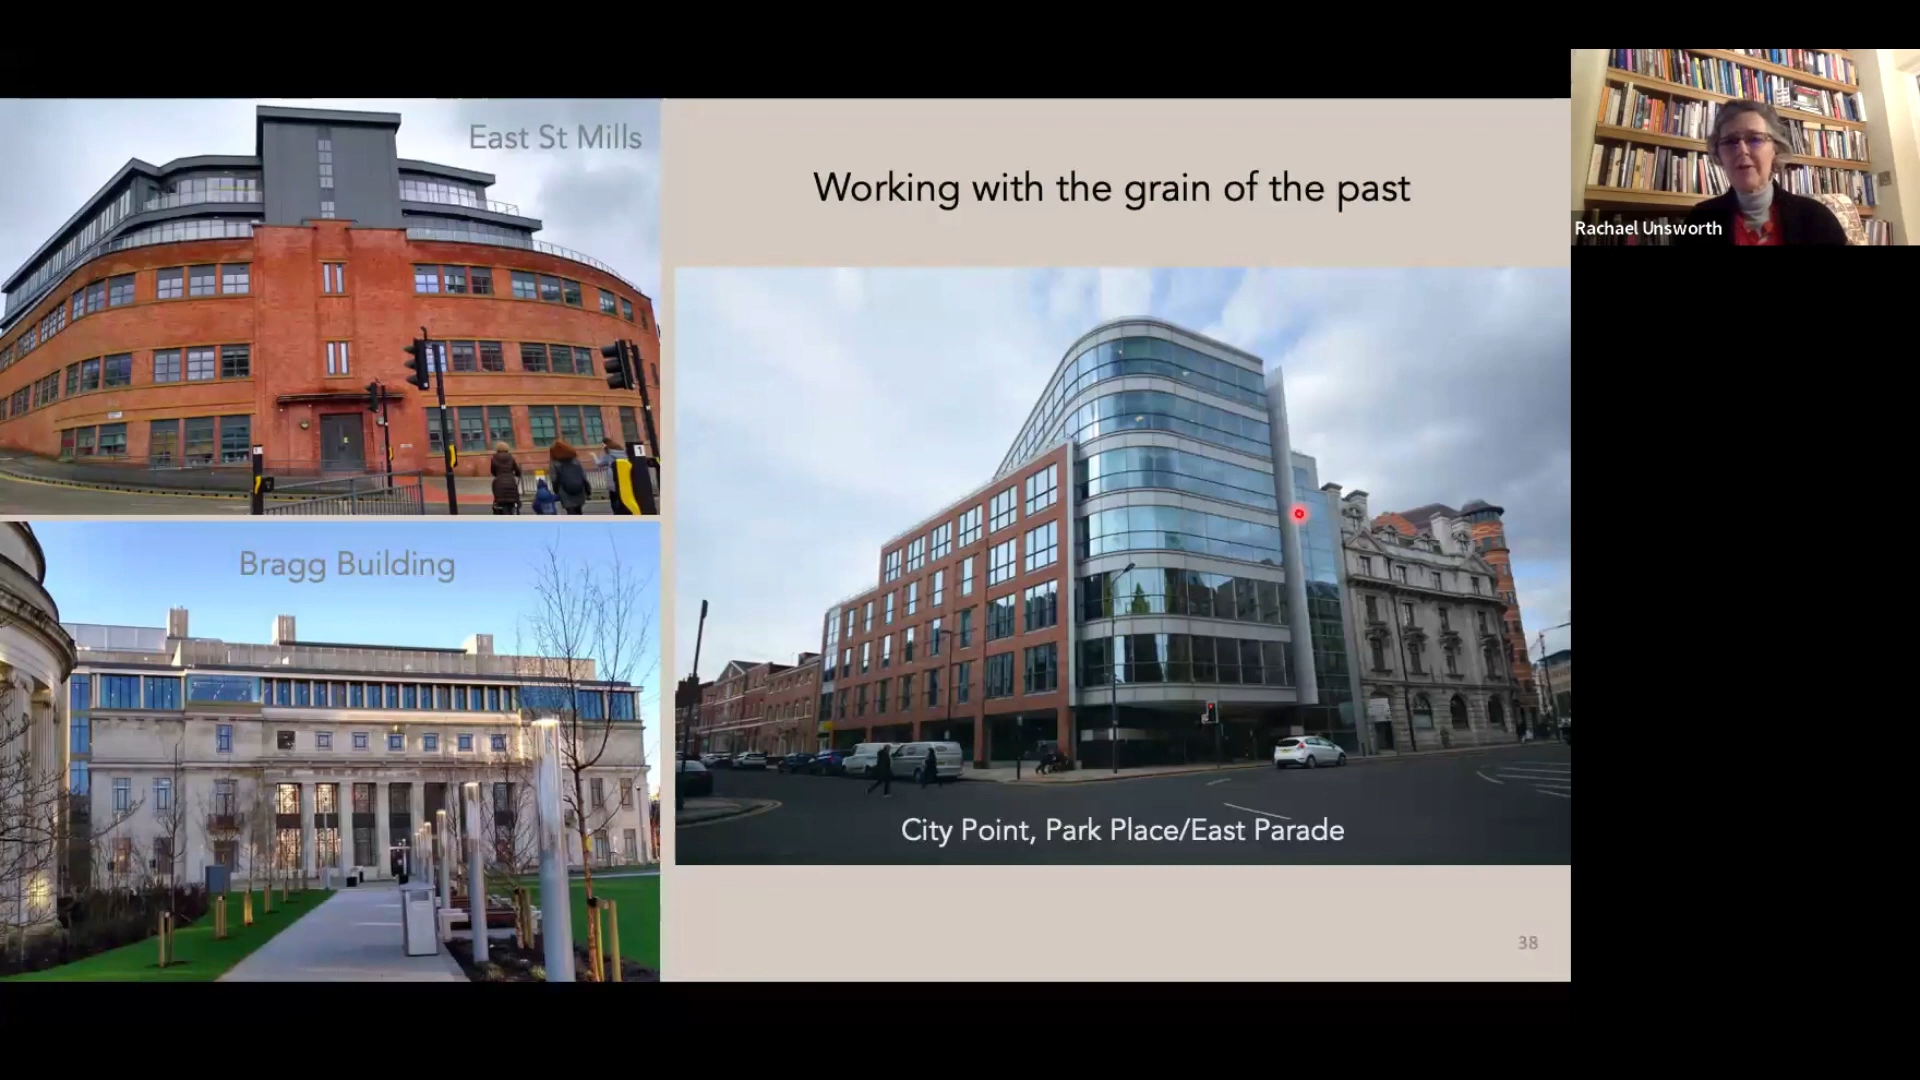 East St Mills
Working with the grain of the past
Rachael Unsworth
Bragg Building
City Point, Park Place/East Parade
38